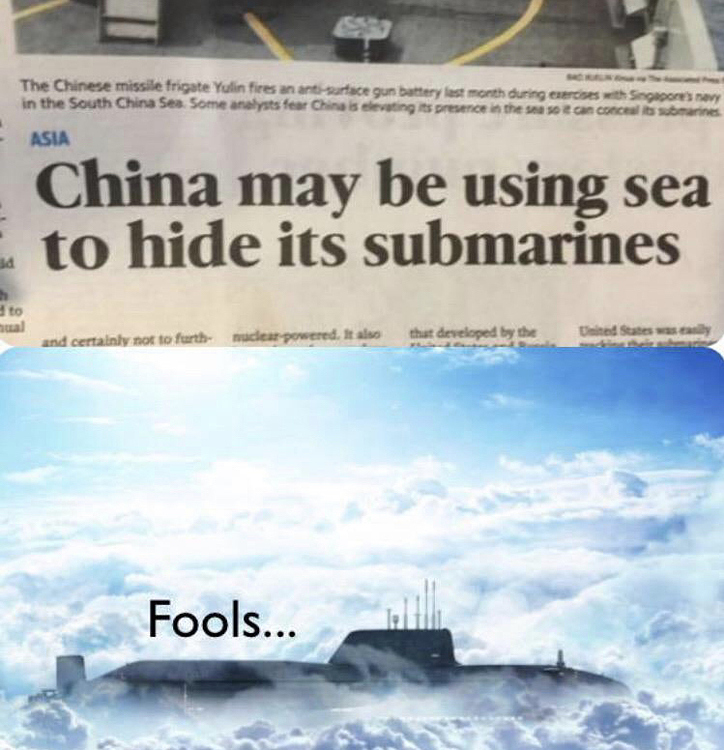 The Chinese missile frigate Yulin fires an anti-surface gun battery last month during exercises with Singapore's navy
in the South China Sea. Some analysts fear China is elevating its presence in the sea so it can conceal its submarines.
ASIA
China may be using sea
to hide its submarines
d to
and certainly not to furth-
nuclear-powered. It also
that developed by the
United States was easily
Fools...